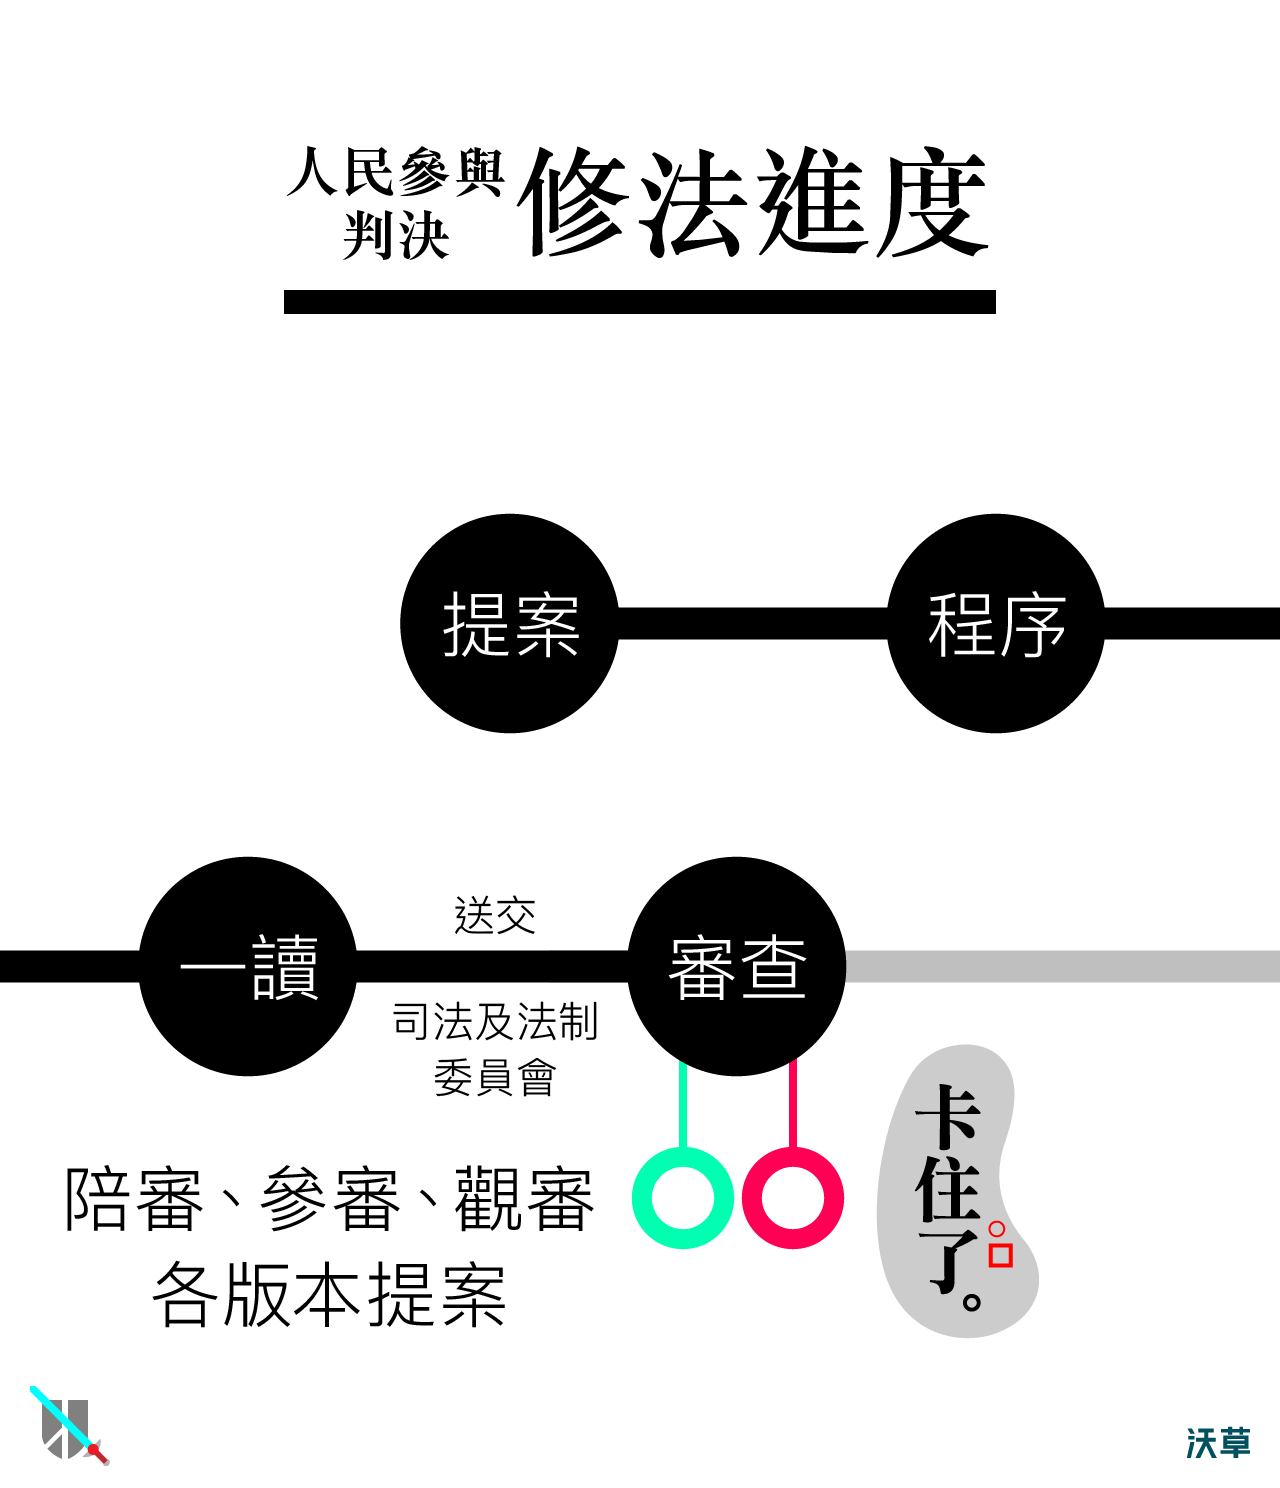 人民參與
判決
修法進度
提案
程序
一讀
送交
司法及法制
委員會
審查
陪審、參審、觀審
各版本提案
卡住了。
沃草